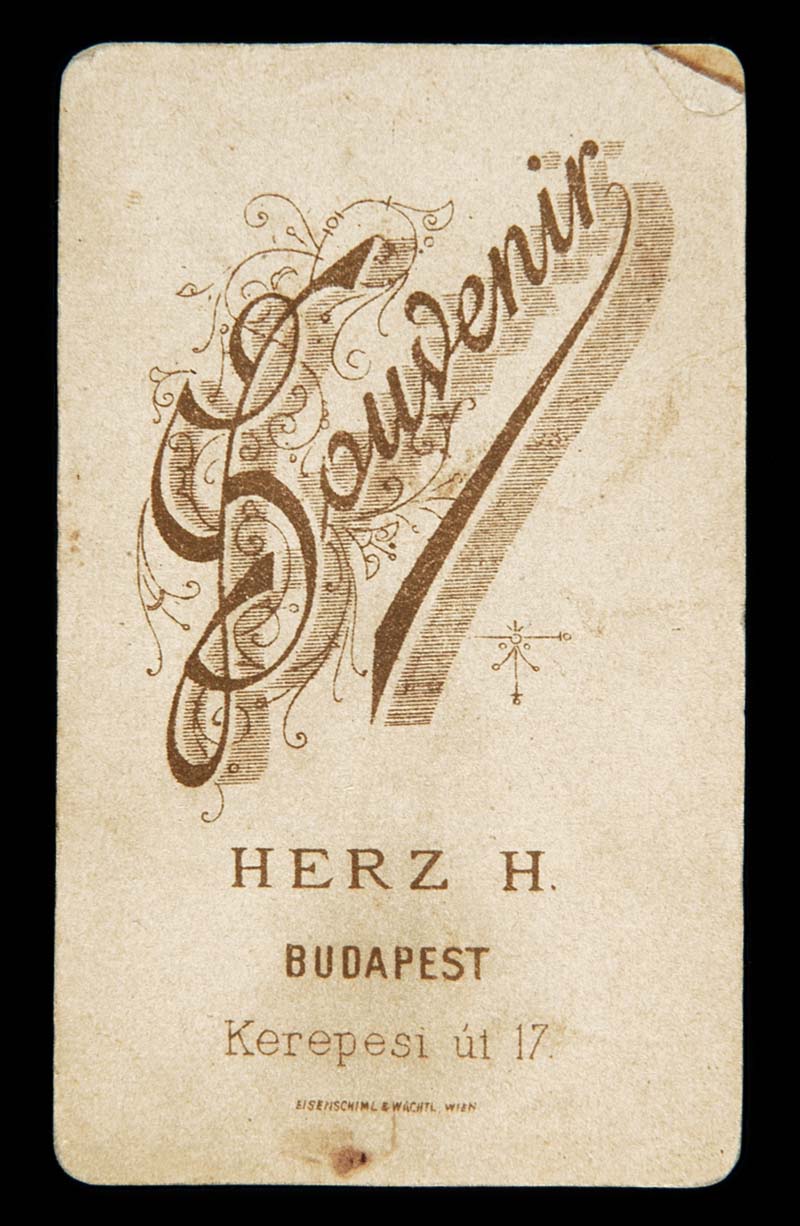 Souvenir
HERZ H.
BUDAPEST
Kerepesi út 17.
EISENSCHIML & WACHTL, WIEN